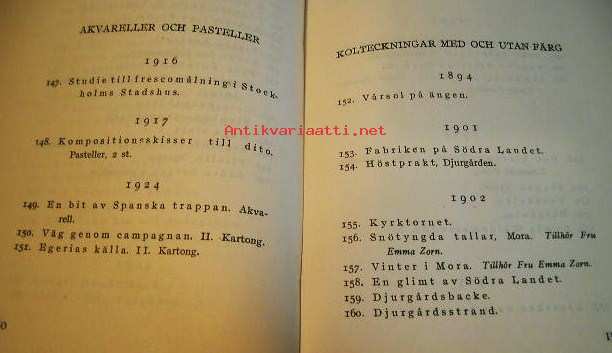 AKVARELLER OCH PASTELLER
1916
147. Studie till frescomålning i Stock-
holms Stadshus.
1917
148. Kompositionsskisser till dito.
Pasteller, 2 st.
1924
149. En bit av Spanska trappan. Akva-
rell.
150. Väg genom campagnan. II. Kartong.
151. Egerias källa. II. Kartong.
KOLTECKNINGAR MED OCH UTAN FÄRG
1894
152. Vårsol på ängen.
1901
153. Fabriken på Södra Landet.
154. Höstprakt, Djurgården.
1902
155. Kyrktornet.
156. Snötyngda tallar, Mora. Tillhör Fru
Emma Zorn.
157. Vinter i Mora. Tillhör Fru Emma Zorn.
158. En glimt av Södra Landet.
159. Djurgårdsbacke.
160. Djurgårdsstrand.
Antikvariaatti.net